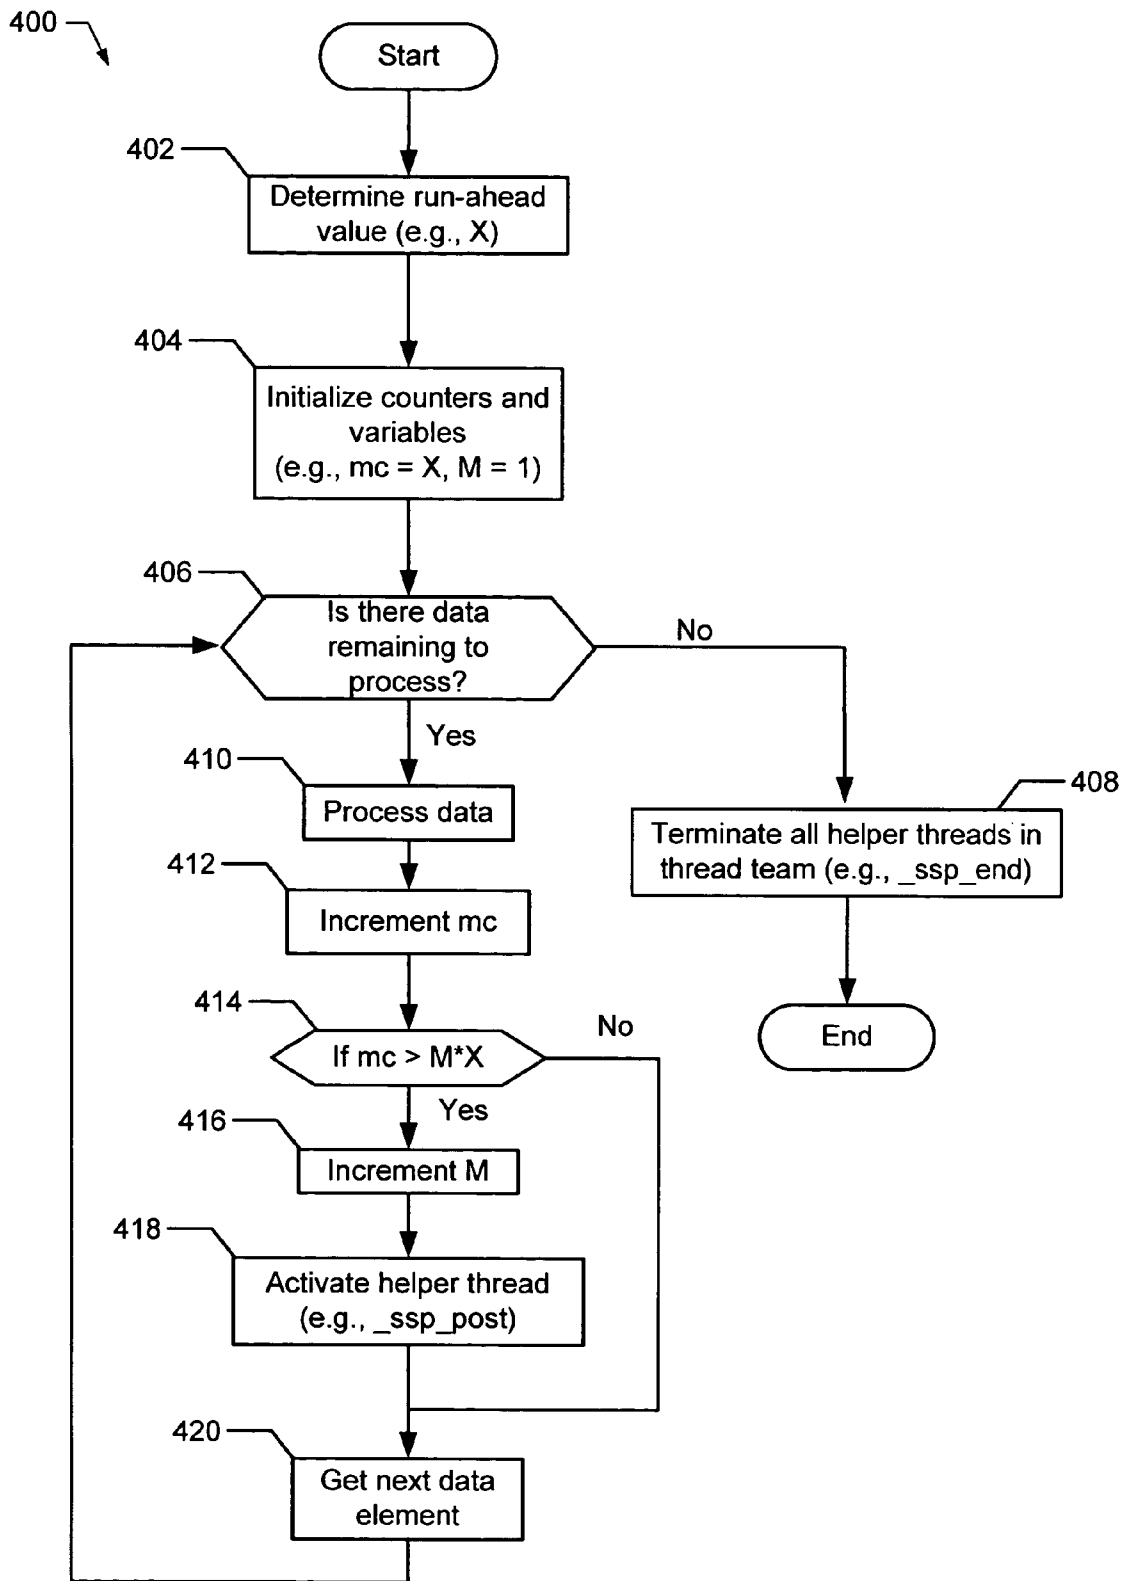 400
Start
402
Determine run-ahead
value (e.g., X)
404
Initialize counters and
variables
(e.g., mc = X, M = 1)
406
Is there data
remaining to
process?
No
Yes
410
Process data
408
Terminate all helper threads in
thread team (e.g., _ssp_end)
412
Increment mc
414
If mc > M*X
No
End
Yes
416
Increment M
418
Activate helper thread
(e.g., _ssp_post)
420
Get next data
element